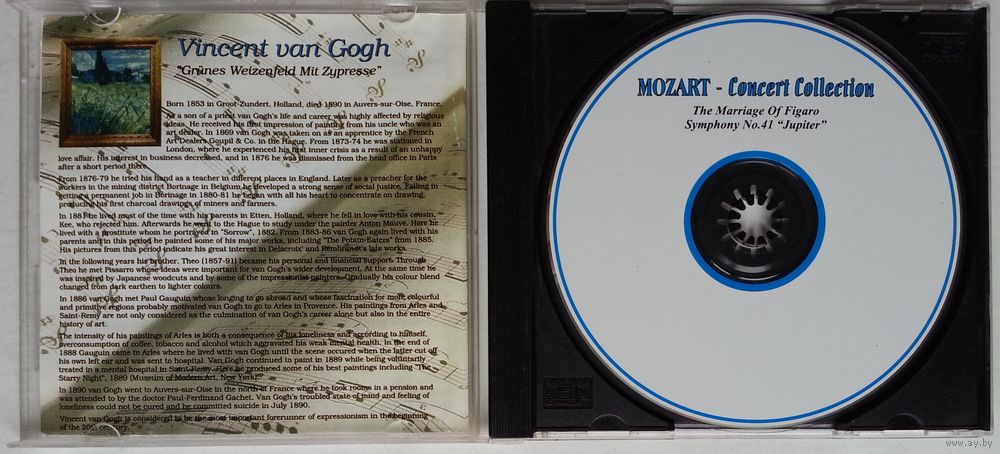 Vincent van Gogh
"Grünes Weizenfeld Mit Zypresse"
Born 1853 in Groot-Zundert, Holland, died 1890 in Auvers-sur-Oise, France.
As a son of a priest van Gogh's life and career was highly affected by religious
ideas. He received his first impression of painting from his uncle who was an
art dealer. In 1869 van Gogh was taken on as an apprentice by the French
Art Dealers Goupil & Co. in the Hague. From 1873-74 he was stationed in
London, where he experienced his first inner crisis as a result of an unhappy
love affair. His interest in business decreased, and in 1876 he was dismissed from the head office in Paris
after a short period there.
From 1876-79 he tried his hand as a teacher in different places in England. Later as a preacher for the
workers in the mining district Borinage in Belgium he developed a strong sense of social justice. Failing in
getting a permanent job in Borinage in 1880-81 he began with all his heart to concentrate on drawing,
producing his first charcoal drawings of miners and farmers.
In 1881 he lived most of the time with his parents in Etten, Holland, where he fell in love with his cousin,
Kee, who rejected him. Afterwards he went to the Hague to study under the painter Anton Mauve. Here he
lived with a prostitute whom he portrayed in "Sorrow", 1882. From 1883-86 van Gogh again lived with his
parents and in this period he painted some of his major works, including "The Potato-Eaters" from 1885.
His pictures from this period indicate his great interest in Delacroix' and Rembrandt's late works.
In the following years his brother, Theo (1857-91) became his personal and financial support. Through
Theo he met Pissarro whose ideas were important for van Gogh's wider development. At the same time he
was inspired by Japanese woodcuts and by some of the impressionist painters. Gradually his colour blend
changed from dark earthen to lighter colours.
In 1886 van Gogh met Paul Gauguin whose longing to go abroad and whose fascination for more colourful
and primitive regions probably motivated van Gogh to go to Arles in Provence. His paintings from Arles and
Saint-Remy are not only considered as the culmination of van Gogh's career alone but also in the entire
history of art.
The intensity of his paintings of Arles is both a consequence of his loneliness and according to himself,
overconsumption of coffee, tobacco and alcohol which aggravated his weak mental health. In the end of
1888 Gauguin came to Arles where he lived with van Gogh until the scene occured when the latter cut off
his own left ear and was sent to hospital. Van Gogh continued to paint in 1889 while being voluntarily
treated in a mental hospital in Saint-Remy. Here he produced some of his best paintings including "The
Starry Night", 1889 (Museum of Modern Art, New York).
In 1890 van Gogh went to Auvers-sur-Oise in the north of France where he took rooms in a pension and
was attended to by the doctor Paul-Ferdinand Gachet. Van Gogh's troubled state of mind and feeling of
loneliness could not be cured and he committed suicide in July 1890.
Vincent van Gogh is considered to be the most important forerunner of expressionism in the beginning
of the 20th century.
MOZART - Concert Collection
The Marriage Of Figaro
Symphony No.41 "Jupiter"
www.ay.by